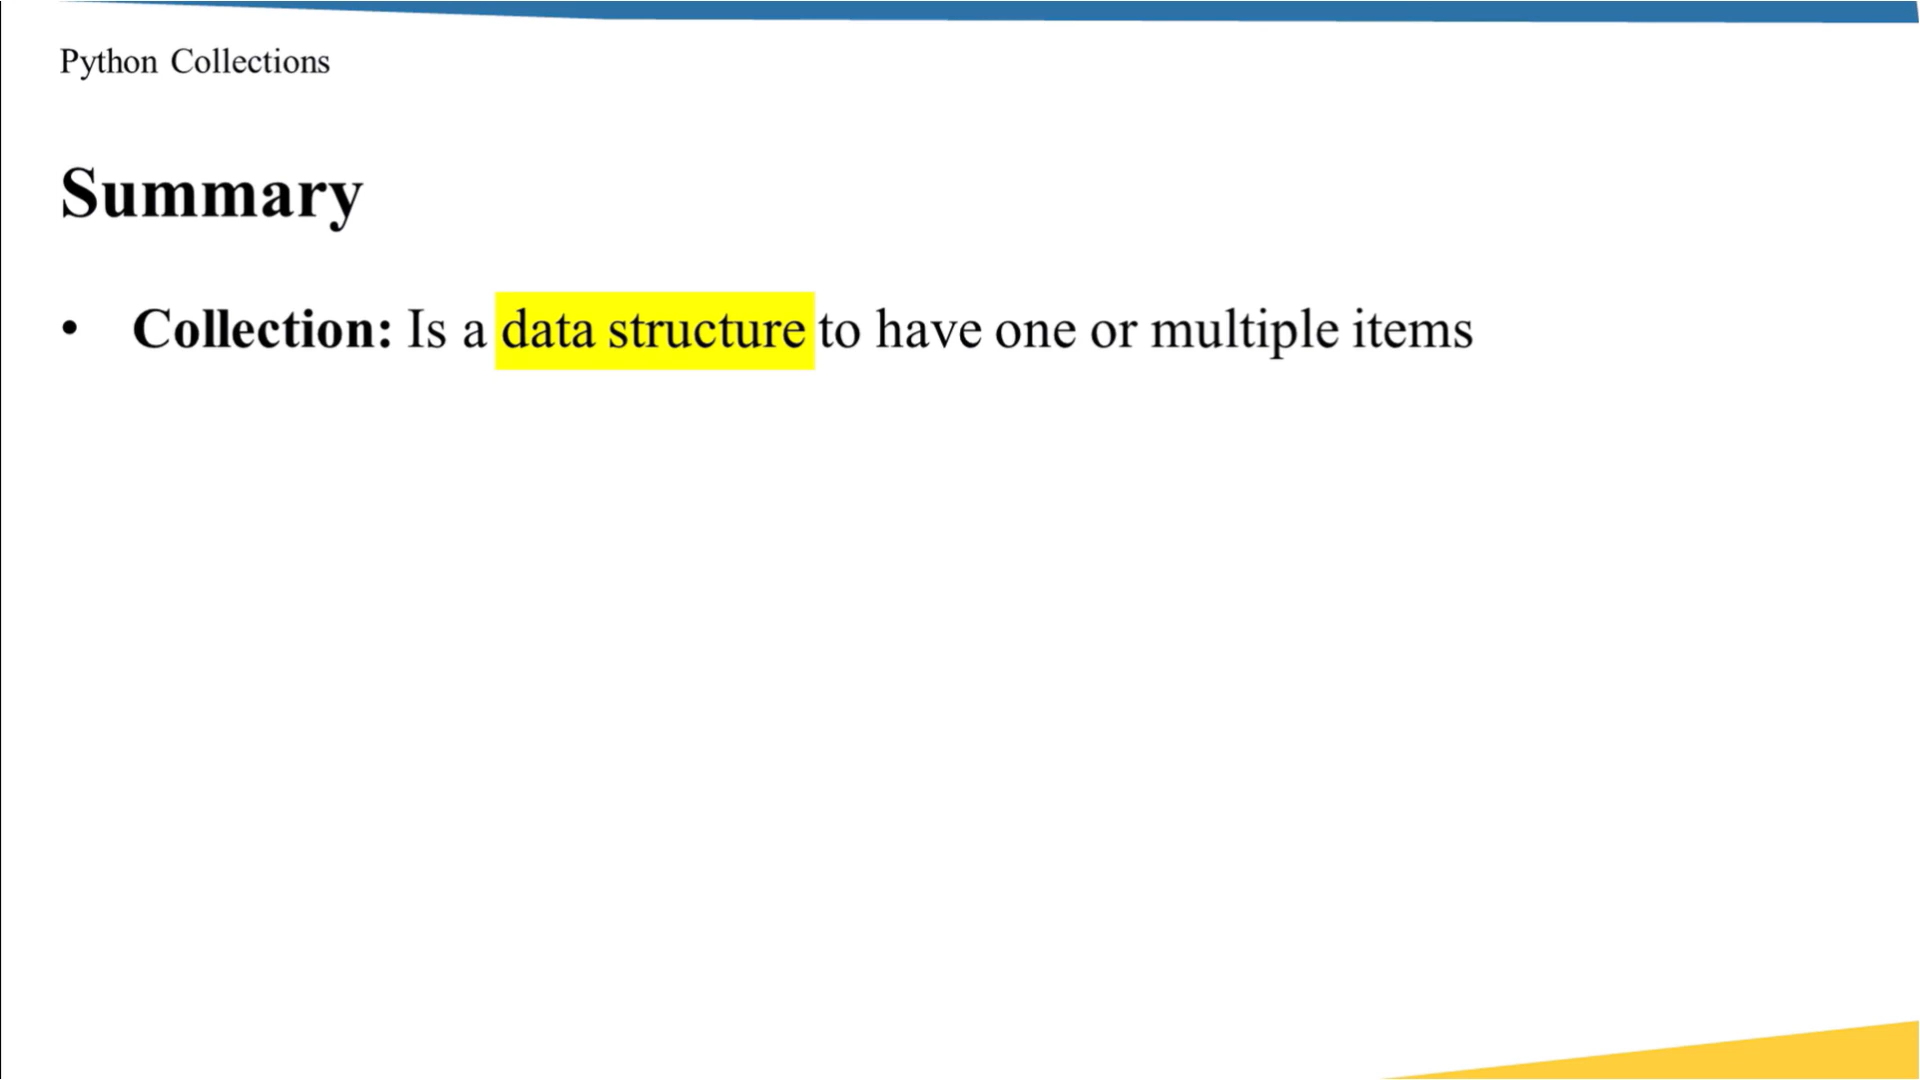 Python Collections
Summary
• Collection: Is a data structure to have one or multiple items